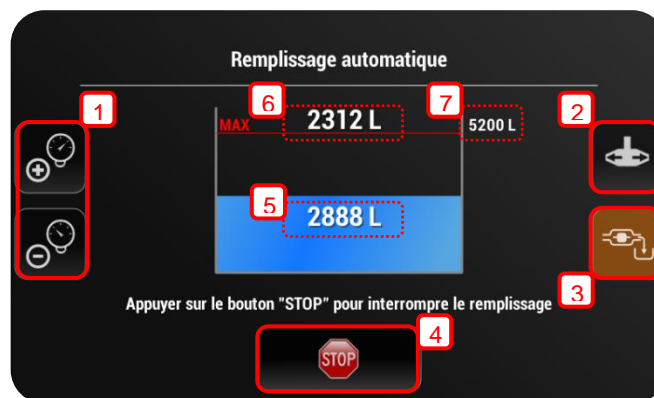 Remplissage automatique
1
6
7
2
MAX
2312 L
5200 L
5
2888 L
3
Appuyer sur le bouton "STOP" pour interrompre le remplissage
4
STOP